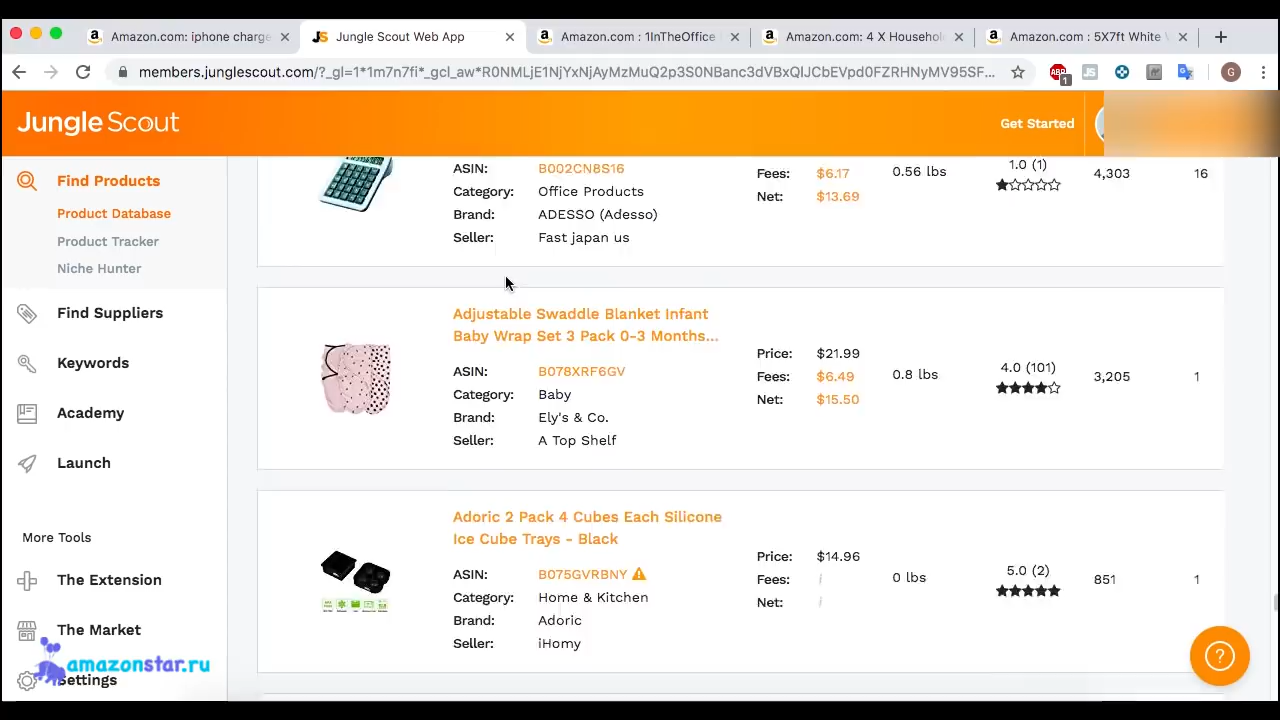 Amazon.com: iphone charge
Jungle Scout Web App
Amazon.com : 1InTheOffice
Amazon.com: 4 X Househol
Amazon.com : 5X7ft White
members.junglescout.com/?_gl=1*1m7n7fi*_gcl_aw*R0NMLjE1NjYxNjAyMzMuQ2p3S0NBanc3dVBxQlJCbEVpd0FZRHNyMV95SF...
ABP
1
JS
G
Jungle Scout
Get Started
Find Products
Product Database
Product Tracker
Niche Hunter
Find Suppliers
Keywords
Academy
Launch
More Tools
The Extension
The Market
Settings
amazonstar.ru
ASIN: B002CN8S16
Category: Office Products
Brand: ADESSO (Adesso)
Seller: Fast japan us
Fees: $6.17
Net: $13.69
0.56 lbs
1.0 (1)
4,303
16
Adjustable Swaddle Blanket Infant
Baby Wrap Set 3 Pack 0-3 Months...
ASIN: B078XRF6GV
Category: Baby
Brand: Ely's & Co.
Seller: A Top Shelf
Price: $21.99
Fees: $6.49
Net: $15.50
0.8 lbs
4.0 (101)
3,205
1
Adoric 2 Pack 4 Cubes Each Silicone
Ice Cube Trays - Black
ASIN: B075GVRBNY
Category: Home & Kitchen
Brand: Adoric
Seller: iHomy
Price: $14.96
Fees: i
Net: i
0 lbs
5.0 (2)
851
1
?